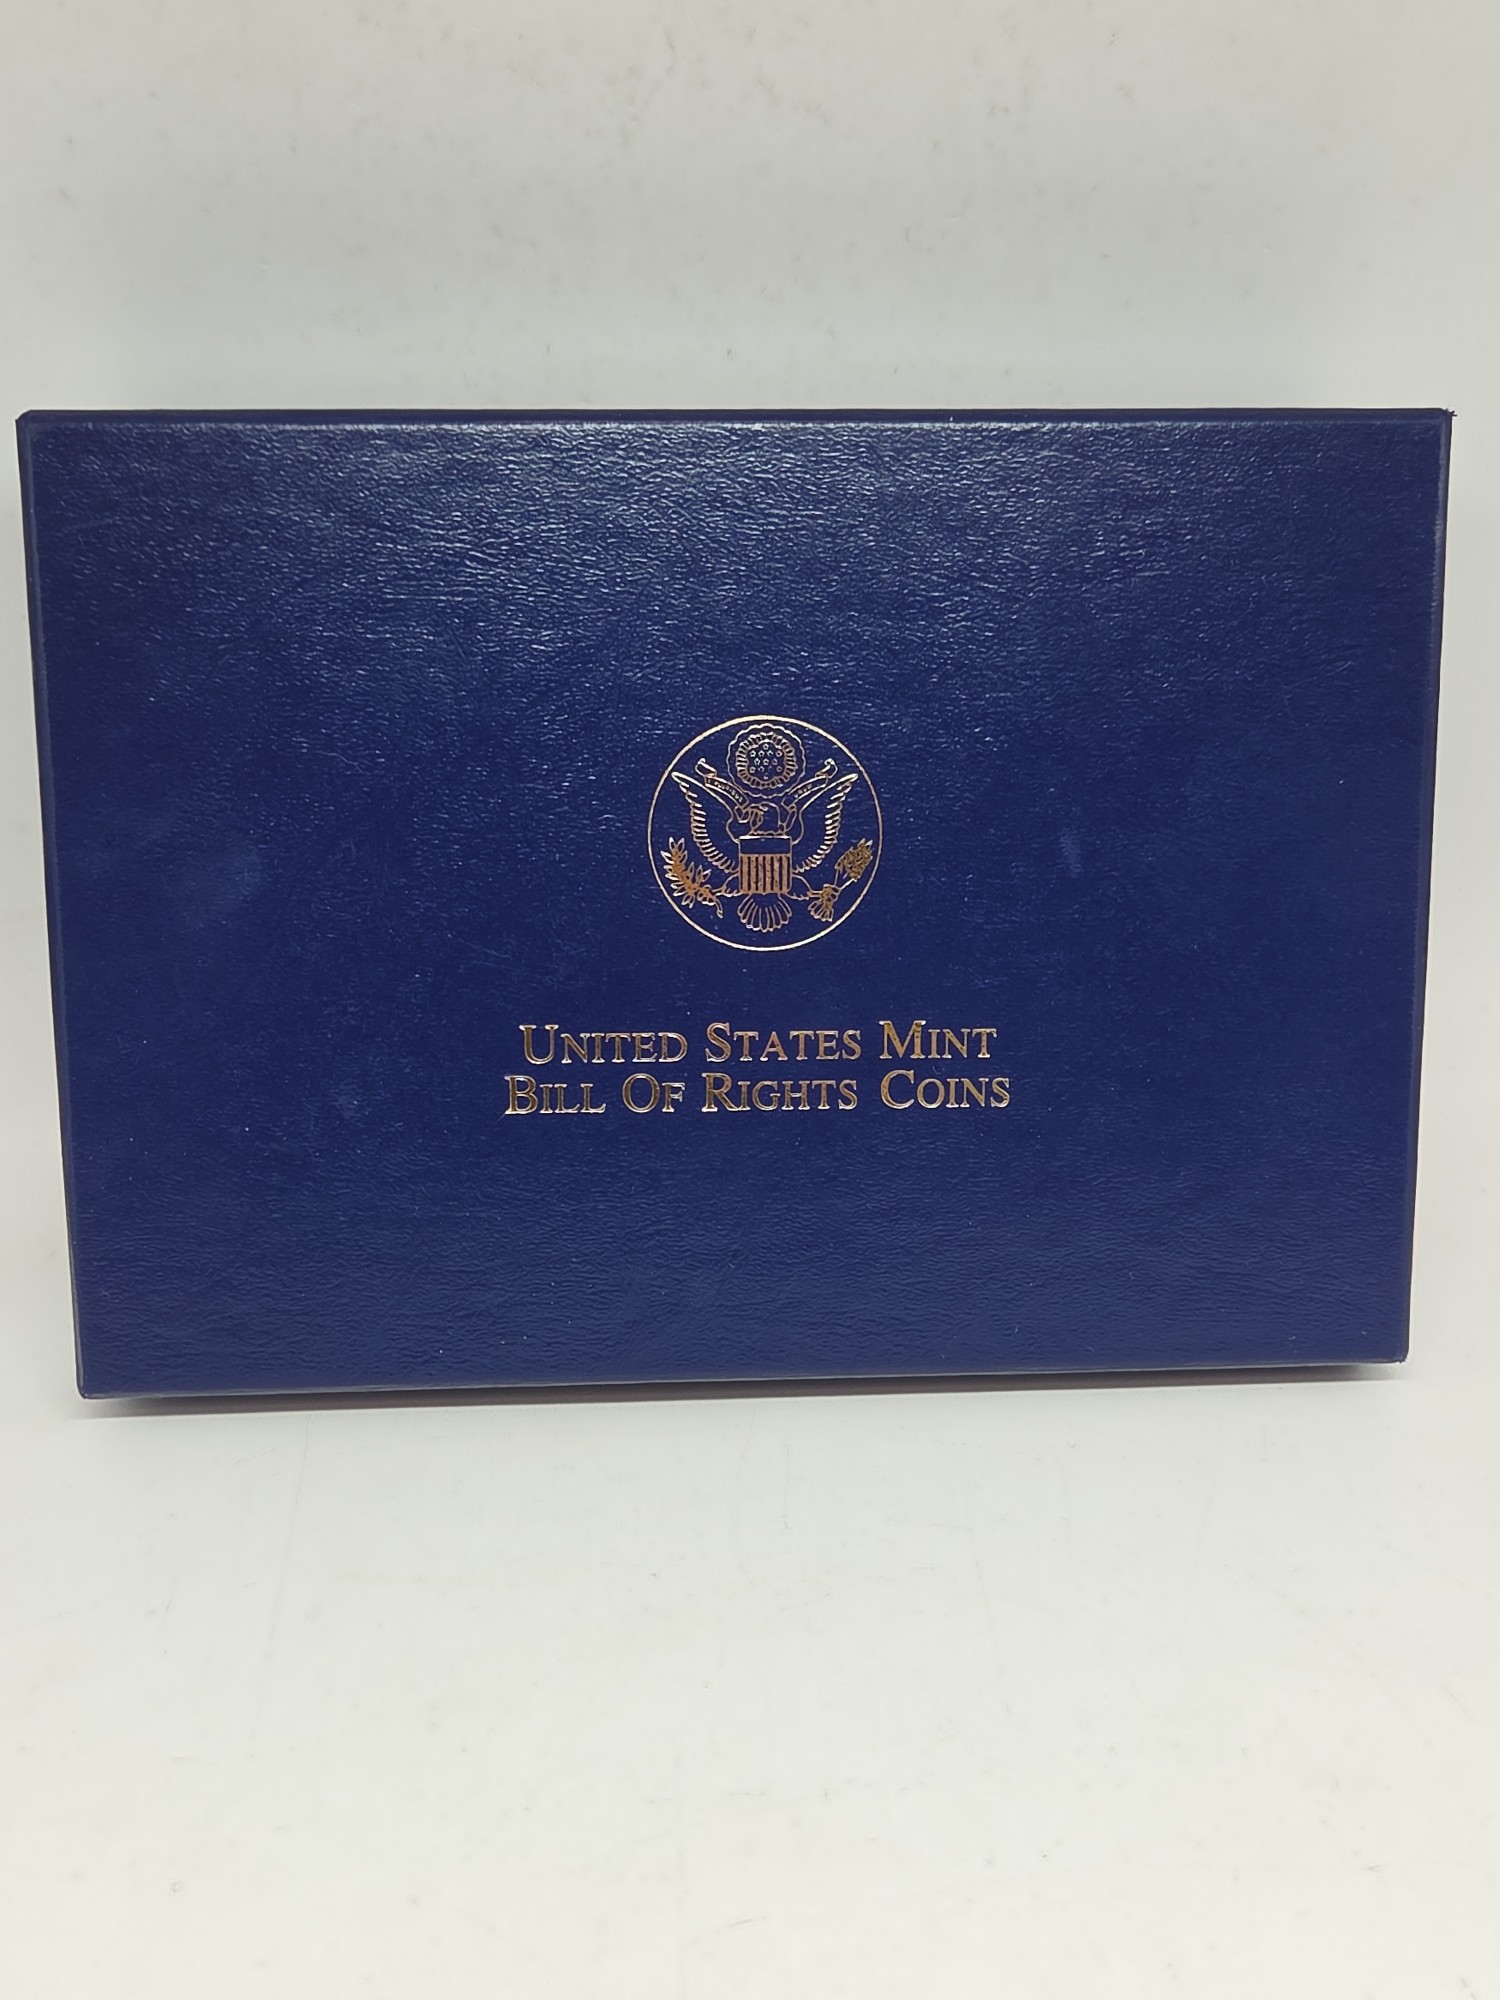 United States Mint
Bill Of Rights Coins